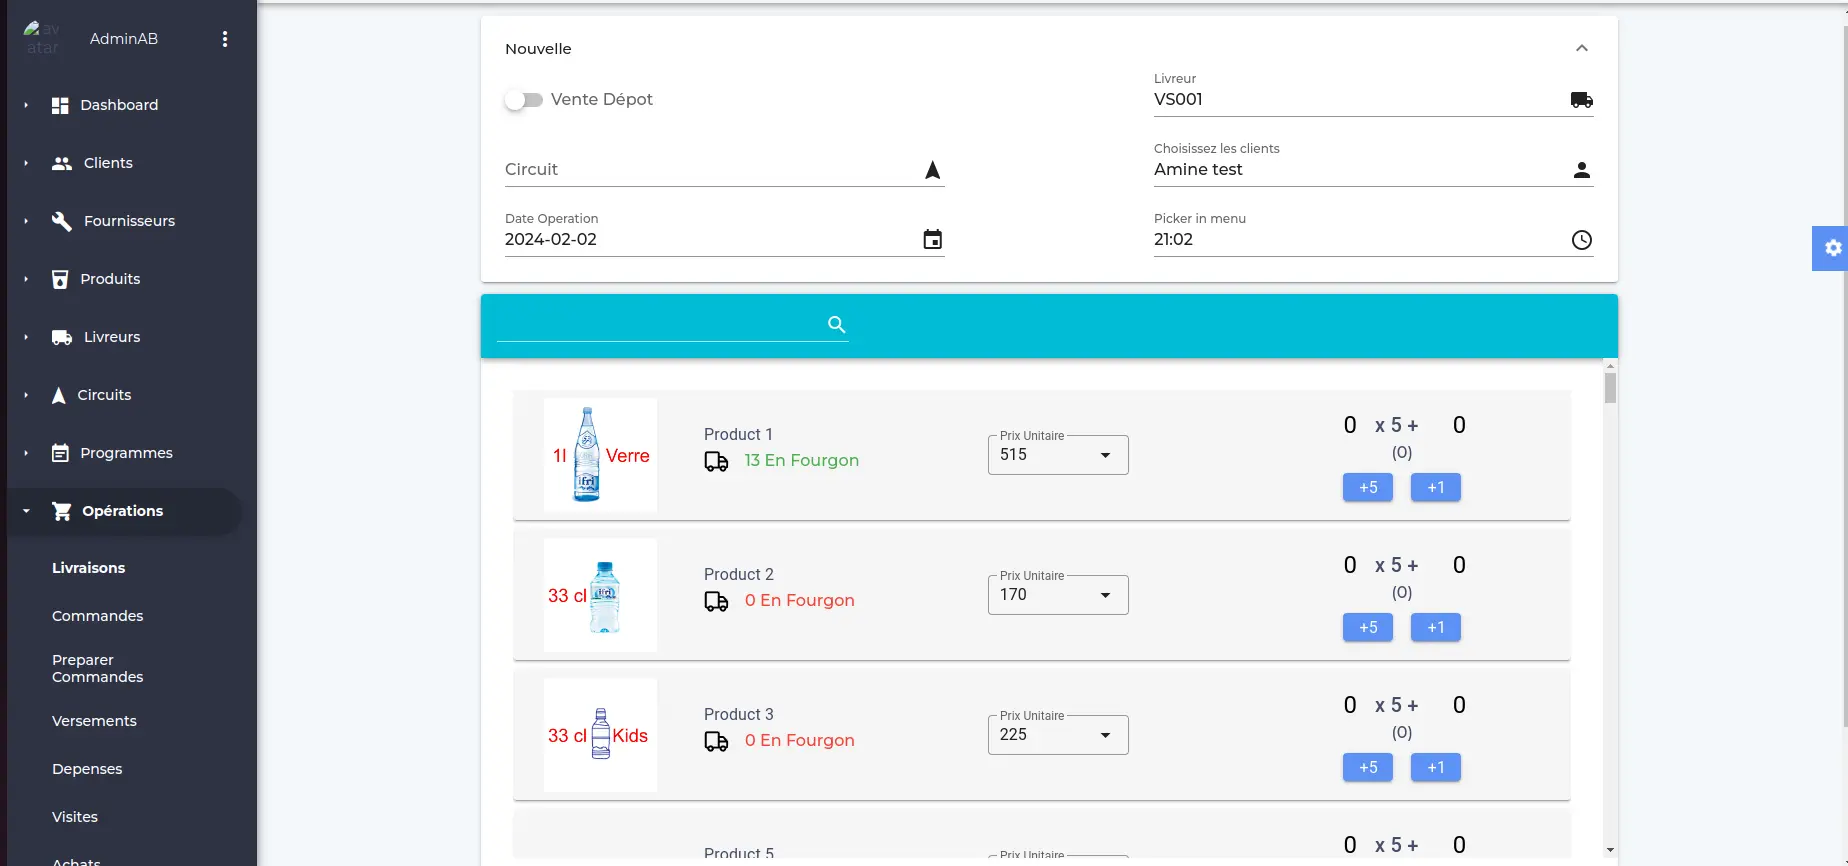 avatar
AdminAB
Dashboard
Clients
Fournisseurs
Produits
Livreurs
Circuits
Programmes
Opérations
Livraisons
Commandes
Preparer
Commandes
Versements
Depenses
Visites
Achats
Nouvelle
Vente Dépot
Livreur
VS001
Circuit
Choisissez les clients
Amine test
Date Operation
2024-02-02
Picker in menu
21:02
1l Verre
ifri
Product 1
13 En Fourgon
Prix Unitaire
515
0 x 5 + 0
(0)
+5 +1
33 cl
ifri
Product 2
0 En Fourgon
Prix Unitaire
170
0 x 5 + 0
(0)
+5 +1
33 cl Kids
Product 3
0 En Fourgon
Prix Unitaire
225
0 x 5 + 0
(0)
+5 +1
Product 5
Prix Unitaire
0 x 5 + 0